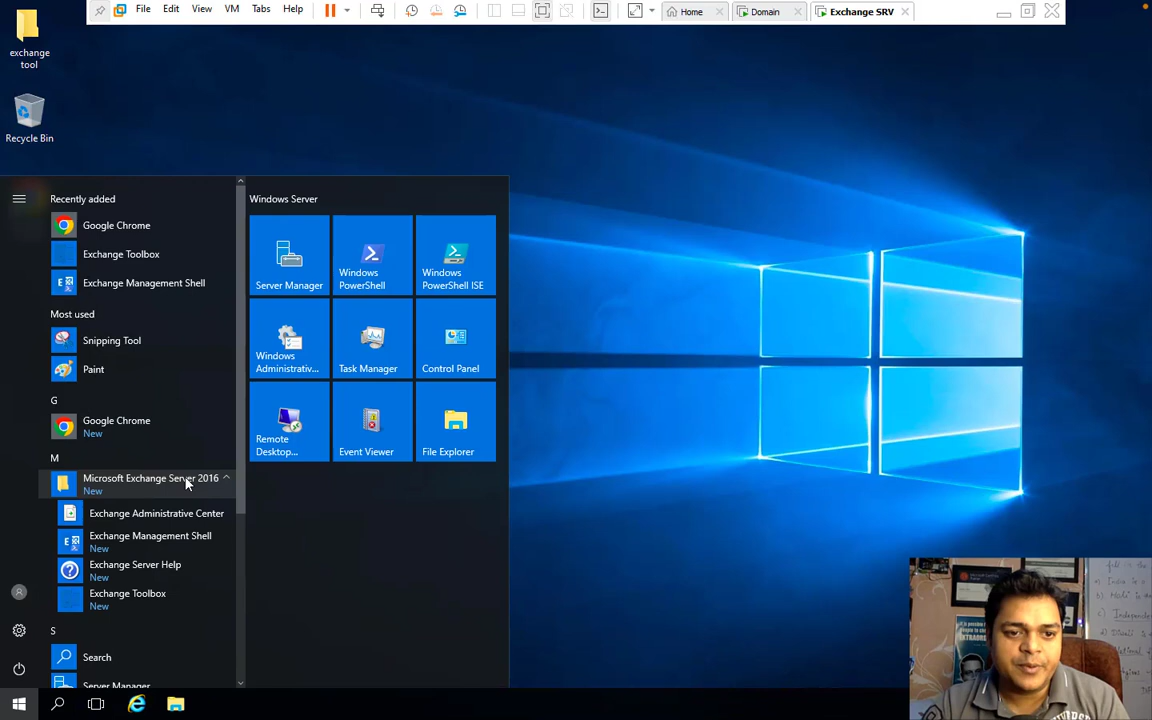 File Edit View VM Tabs Help
Home
Domain
Exchange SRV
exchange
tool
Recycle Bin
Recently added
Google Chrome
Exchange Toolbox
Exchange Management Shell
Most used
Snipping Tool
Paint
G
Google Chrome
New
M
Microsoft Exchange Server 2016
New
Exchange Administrative Center
Exchange Management Shell
New
Exchange Server Help
New
Exchange Toolbox
New
S
Search
Server Manager
Windows Server
Server Manager
Windows
PowerShell
Windows
PowerShell ISE
Windows
Administrativ...
Task Manager
Control Panel
Remote
Desktop...
Event Viewer
File Explorer